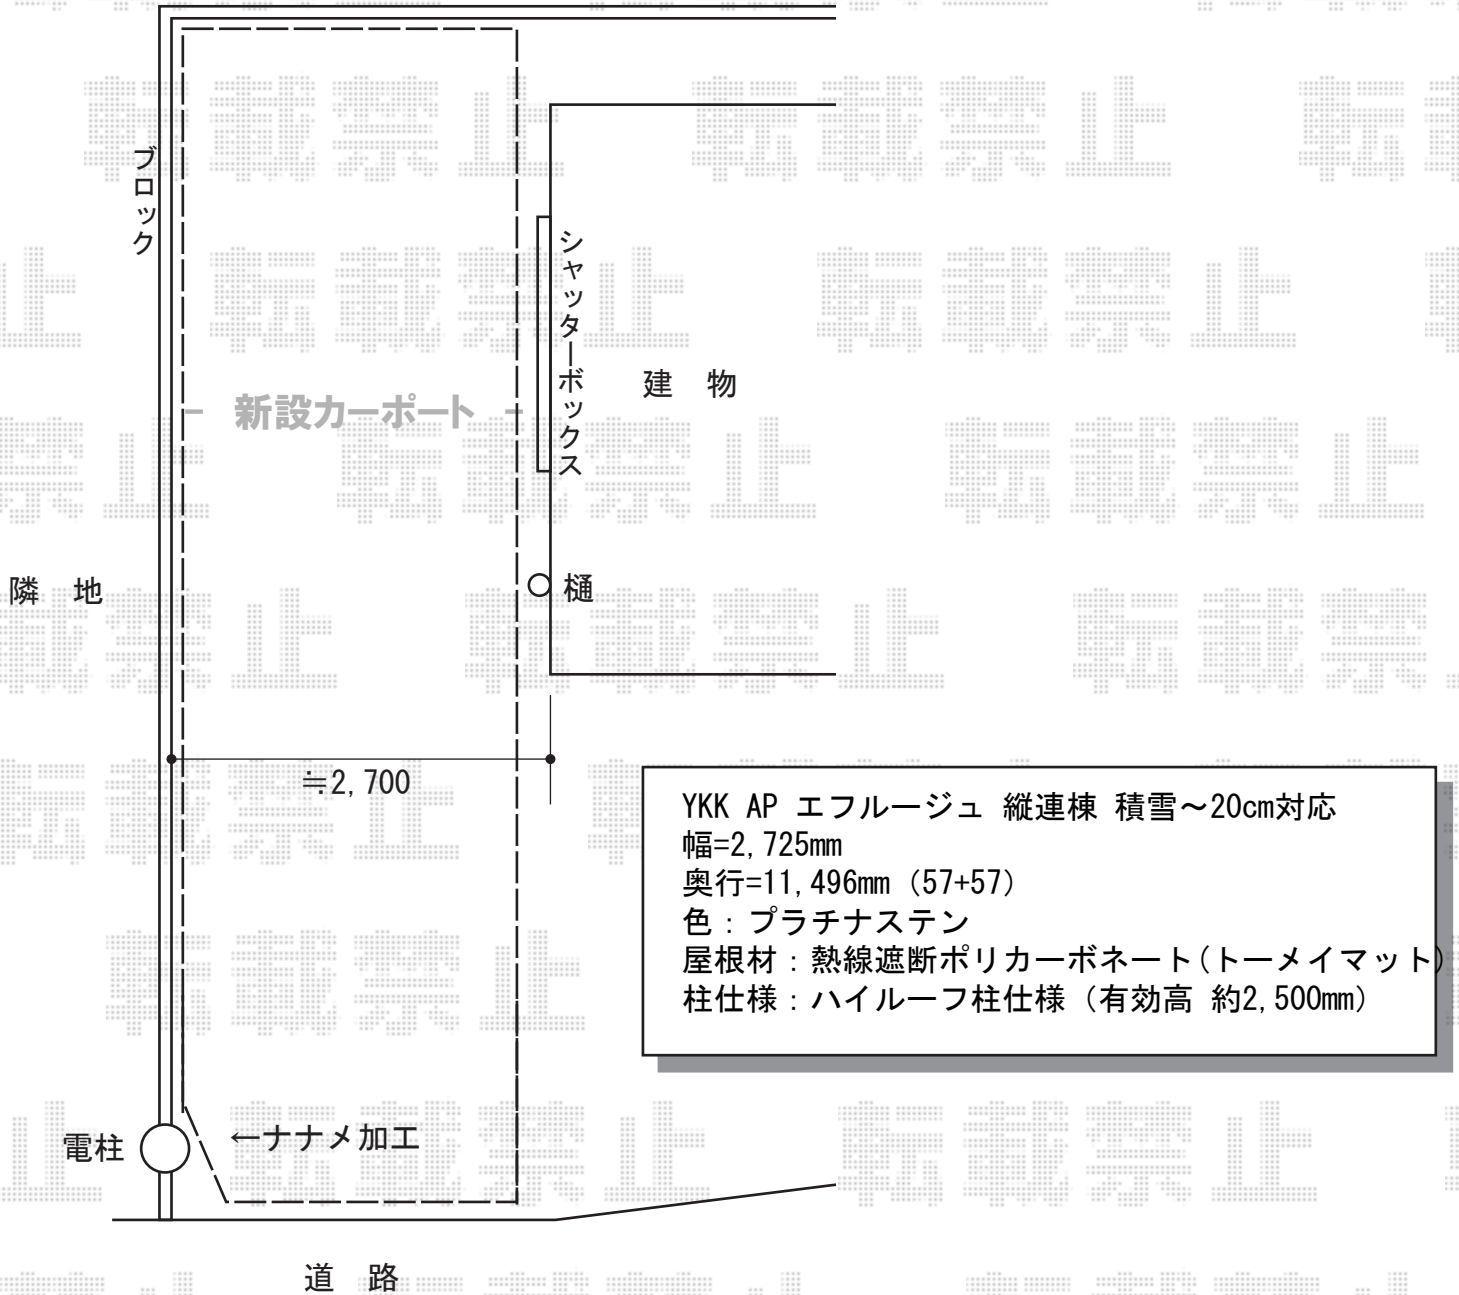 ブロック
シャッターボックス
建 物
- 新設カーポート -
隣 地
樋
≒2,700
YKK AP エフルージュ 縦連棟 積雪～20cm対応
幅=2,725mm
奥行=11,496mm (57+57)
色：プラチナステン
屋根材：熱線遮断ポリカーボネート(トーメイマット)
柱仕様：ハイルーフ柱仕様（有効高 約2,500mm）
電柱
←ナナメ加工
道 路
転載禁止